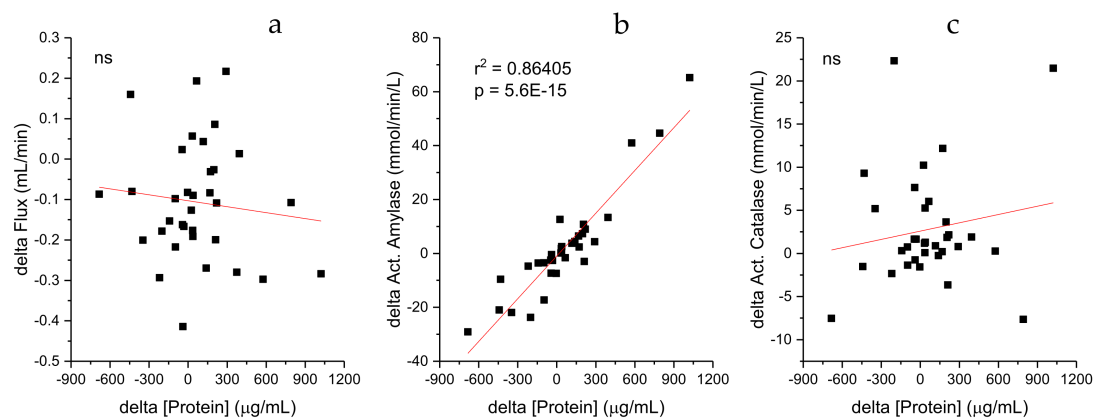 a
ns
0.3
0.2
0.1
0.0
-0.1
-0.2
-0.3
-0.4
-0.5
delta Flux (mL/min)
-900 -600 -300 0 300 600 900 1200
delta [Protein] (μg/mL)
b
r² = 0.86405
p = 5.6E-15
80
60
40
20
0
-20
-40
delta Act. Amylase (mmol/min/L)
-900 -600 -300 0 300 600 900 1200
delta [Protein] (μg/mL)
c
ns
25
20
15
10
5
0
-5
-10
delta Act. Catalase (mmol/min/L)
-900 -600 -300 0 300 600 900 1200
delta [Protein] (μg/mL)